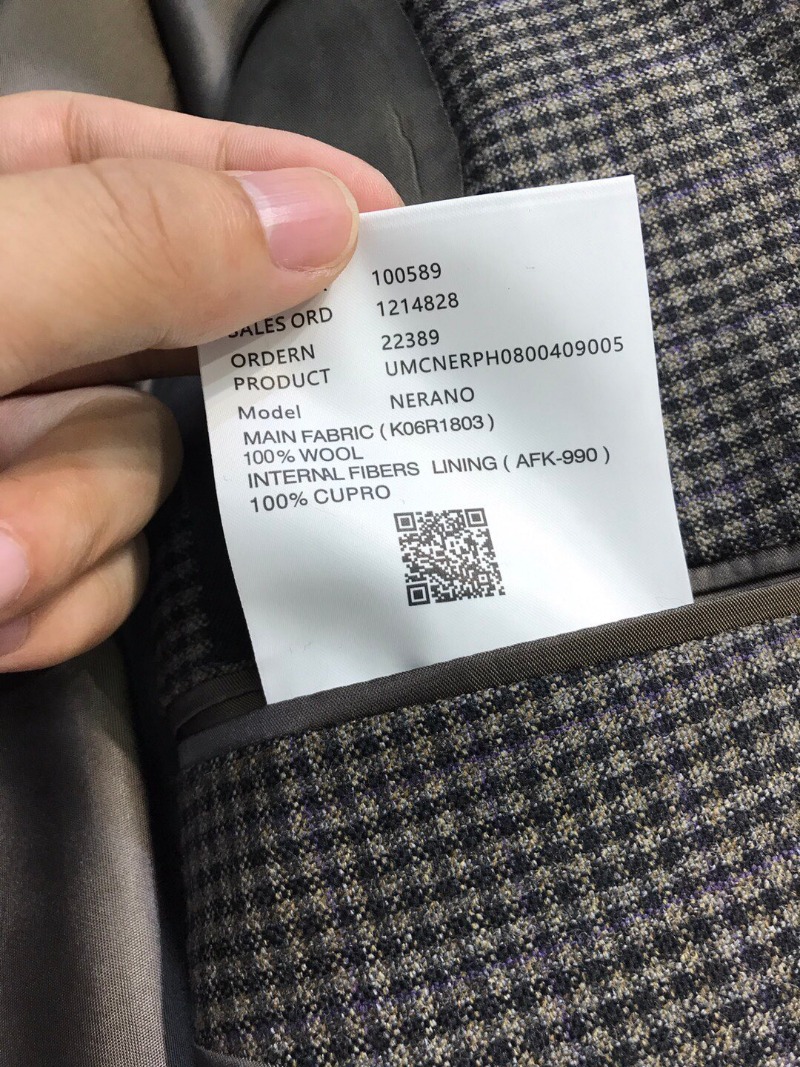 100589
SALES ORD 1214828
ORDERN 22389
PRODUCT UMCNERPH0800409005
Model NERANO
MAIN FABRIC ( K06R1803 )
100% WOOL
INTERNAL FIBERS LINING ( AFK-990 )
100% CUPRO